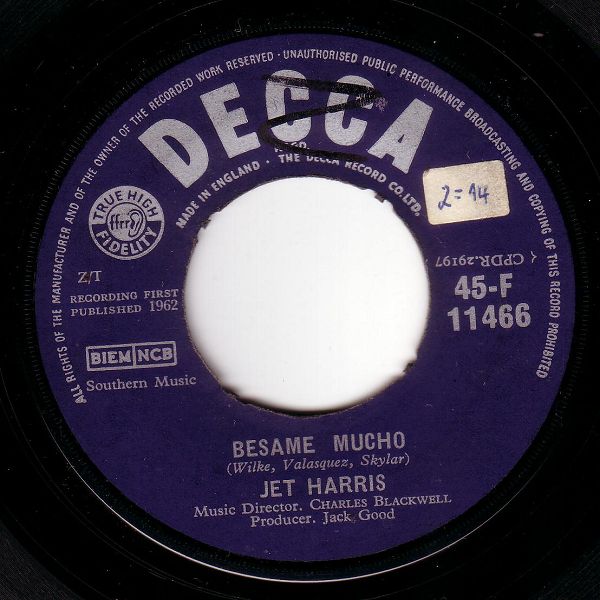 ALL RIGHTS OF THE MANUFACTURER AND OF THE OWNER OF THE RECORDED WORK RESERVED · UNAUTHORISED PUBLIC PERFORMANCE BROADCASTING AND COPYING OF THIS RECORD PROHIBITED
DECCA
MADE IN ENGLAND · THE DECCA RECORD CO. LTD.
2=14
TRUE HIGH
ffrr
FIDELITY
(CPDR.29197
Z/T
RECORDING FIRST
PUBLISHED 1962
45-F
11466
BIEM NCB
Southern Music
BESAME MUCHO
(Wilke, Valasquez, Skylar)
JET HARRIS
Music Director. CHARLES BLACKWELL
Producer. Jack Good